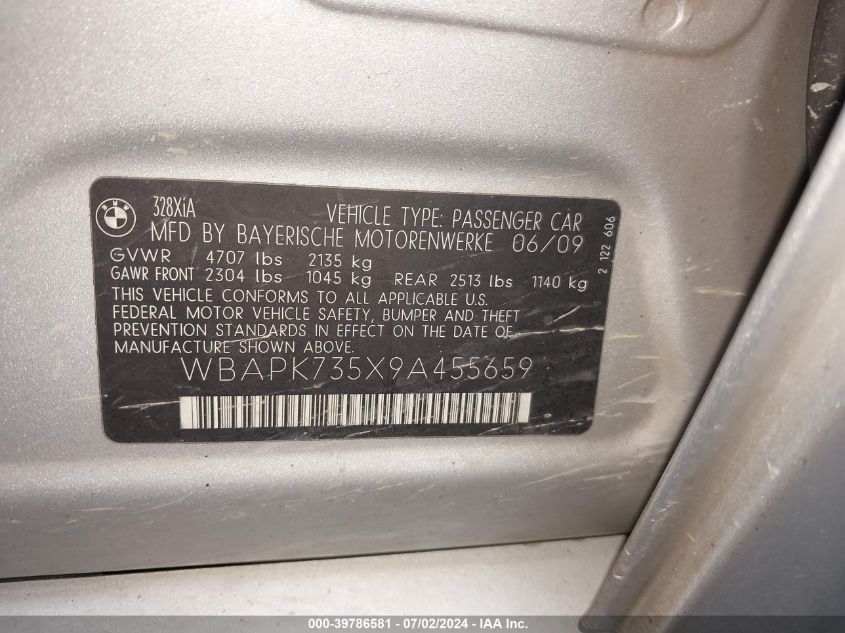 BMW
328XiA
VEHICLE TYPE: PASSENGER CAR
MFD BY BAYERISCHE MOTORENWERKE 06/09
GVWR 4707 lbs 2135 kg
GAWR FRONT 2304 lbs 1045 kg REAR 2513 lbs 1140 kg
THIS VEHICLE CONFORMS TO ALL APPLICABLE U.S.
FEDERAL MOTOR VEHICLE SAFETY, BUMPER AND THEFT
PREVENTION STANDARDS IN EFFECT ON THE DATE OF
MANUFACTURE SHOWN ABOVE.
WBAPK735X9A455659
2 122 606
000-39786581 - 07/02/2024 - IAA Inc.